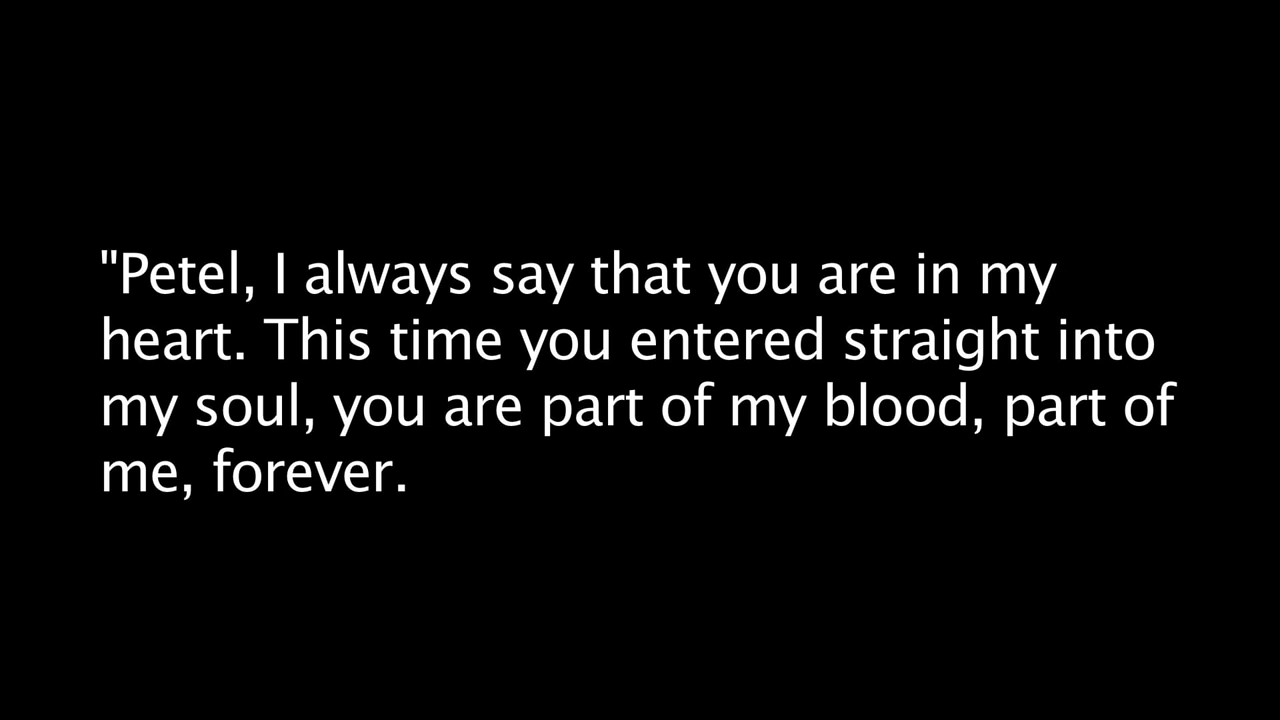 "Petel, I always say that you are in my
heart. This time you entered straight into
my soul, you are part of my blood, part of
me, forever.